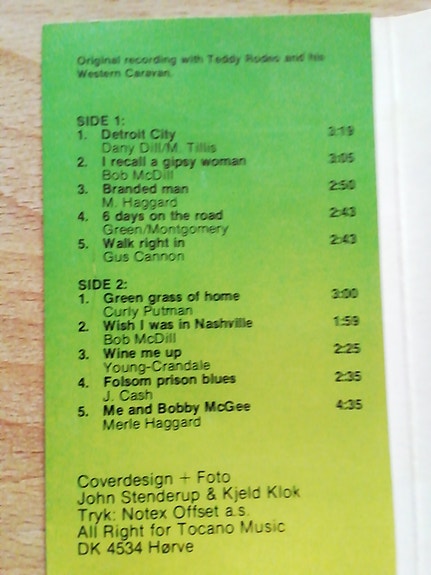 Original recording with Teddy Rodeo and his
Western Caravan.
SIDE 1:
1. Detroit City 3:19
Dany Dill/M. Tillis
2. I recall a gipsy woman 3:05
Bob McDill
3. Branded man 2:50
M. Haggard
4. 6 days on the road 2:43
Green/Montgomery
5. Walk right in 2:43
Gus Cannon
SIDE 2:
1. Green grass of home 3:00
Curly Putman
2. Wish I was in Nashville 1:59
Bob McDill
3. Wine me up 2:25
Young-Crandale
4. Folsom prison blues 2:35
J. Cash
5. Me and Bobby McGee 4:35
Merle Haggard
Coverdesign + Foto
John Stenderup & Kjeld Klok
Tryk: Notex Offset a.s.
All Right for Tocano Music
DK 4534 Hørve